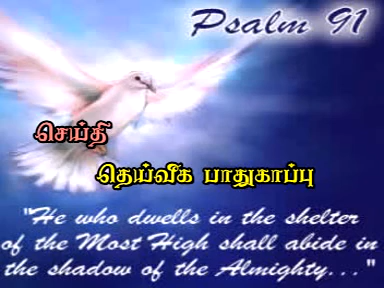 Psalm 91
செய்தி
தெய்வீக பாதுகாப்பு
"He who dwells in the shelter
of the Most High shall abide in
the shadow of the Almighty..."